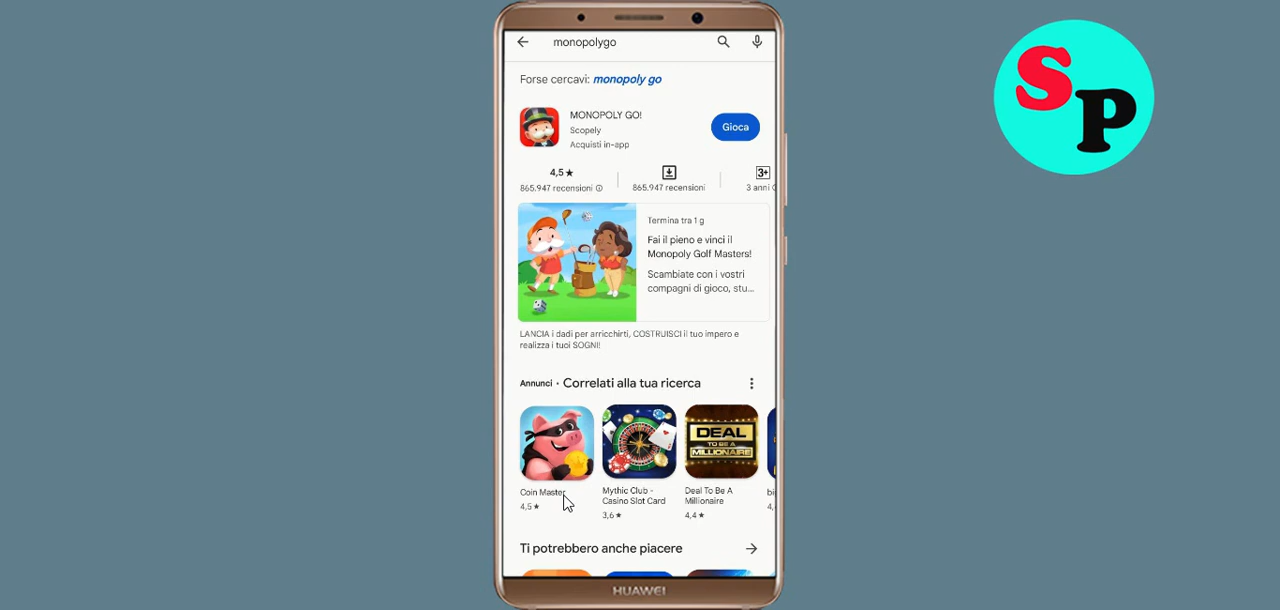 monopolygo
Forse cercavi: monopoly go
MONOPOLY GO!
Scopely
Acquisti in-app
Gioca
4,5★
3+
865.947 recensioni
865.947 recensioni
3 anni
Termina tra 1 g
Fai il pieno e vinci il
Monopoly Golf Masters!
Scambiate con i vostri
compagni di gioco, stu...
LANCIA i dadi per arricchirti, COSTRUISCI il tuo impero e
realizza i tuoi SOGNI!
Annunci • Correlati alla tua ricerca
DEAL
TO BE A
MILLIONAIRE
Coin Master
4,5★
Mythic Club -
Casino Slot Card
3,6★
Deal To Be A
Millionaire
4,4★
bi
4,
Ti potrebbero anche piacere
HUAWEI
SP